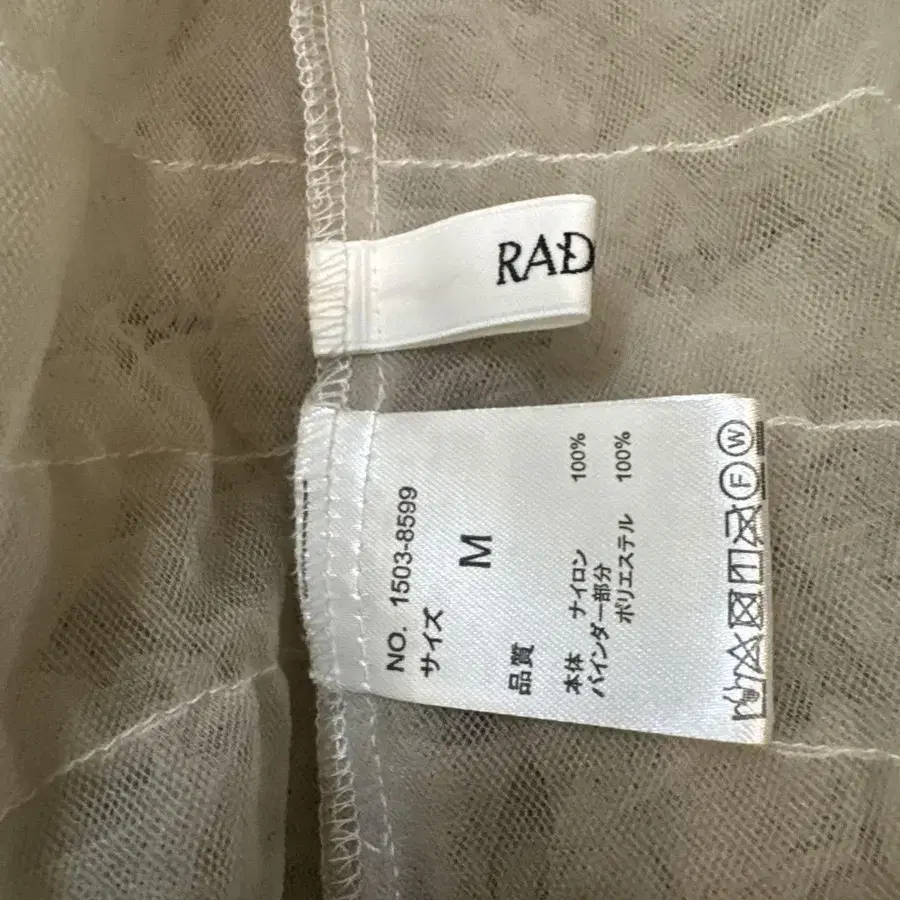 RAD
NO. 1503-8599
サイズ
M
品質
本体 ナイロン 100%
バインダー部分
ポリエステル 100%
F W